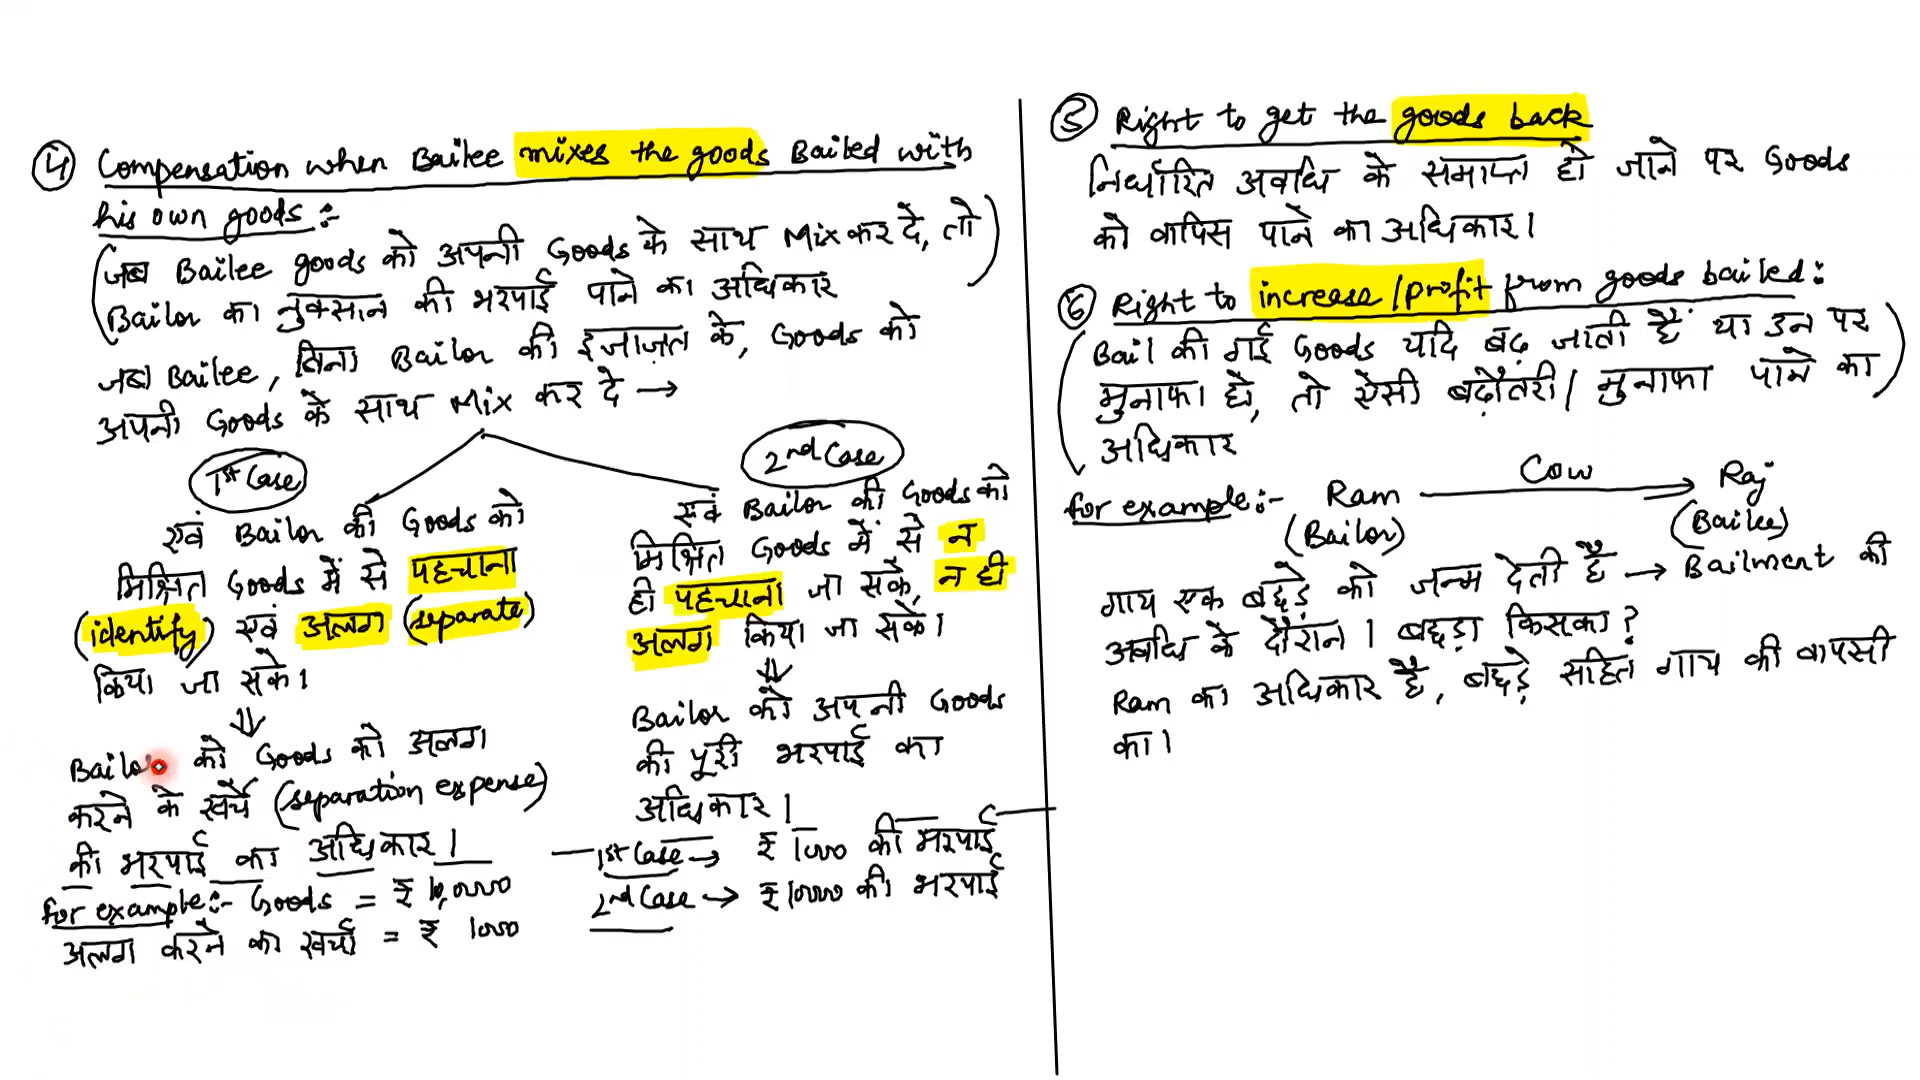 ④ Compensation when Bailee mixes the goods Bailed with
his own goods :-
(जब Bailee goods को अपनी Goods के साथ Mix कर दे, तो
Bailor का नुक्सान की भरपाई पाने का अधिकार)
जब Bailee, बिना Bailor की इजाज़त के, Goods को
अपनी Goods के साथ Mix कर दे →
1st Case
एवं Bailor की Goods को
मिश्रित Goods में से पहचाना
(identify) एवं अलग (separate)
किया जा सके।
⇓
Bailor को Goods को अलग
करने के खर्चे (separation expense)
की भरपाई का अधिकार।
for example:- Goods = ₹ 10,000
अलग करने का खर्चा = ₹ 1000
2nd Case
एवं Bailor की Goods को
मिश्रित Goods में से न
ही पहचाना जा सके, न ही
अलग किया जा सके।
⇓
Bailor को अपनी Goods
की पूरी भरपाई का
अधिकार।
1st Case → ₹ 1000 की भरपाई
2nd Case → ₹ 10000 की भरपाई
⑤ Right to get the goods back
निर्धारित अवधि के समाप्त हो जाने पर Goods
को वापिस पाने का अधिकार।
⑥ Right to increase/profit from goods bailed:
(Bail की गई Goods यदि बढ़ जाती हैं या उन पर
मुनाफा हो, तो ऐसी बढ़ौतरी/मुनाफा पाने का
अधिकार)
for example:- Ram Cow → Raj
(Bailor) (Bailee)
गाय एक बछड़े को जन्म देती है → Bailment की
अवधि के दौरान। बछड़ा किसका?
Ram का अधिकार है, बछड़े सहित गाय की वापसी
का।